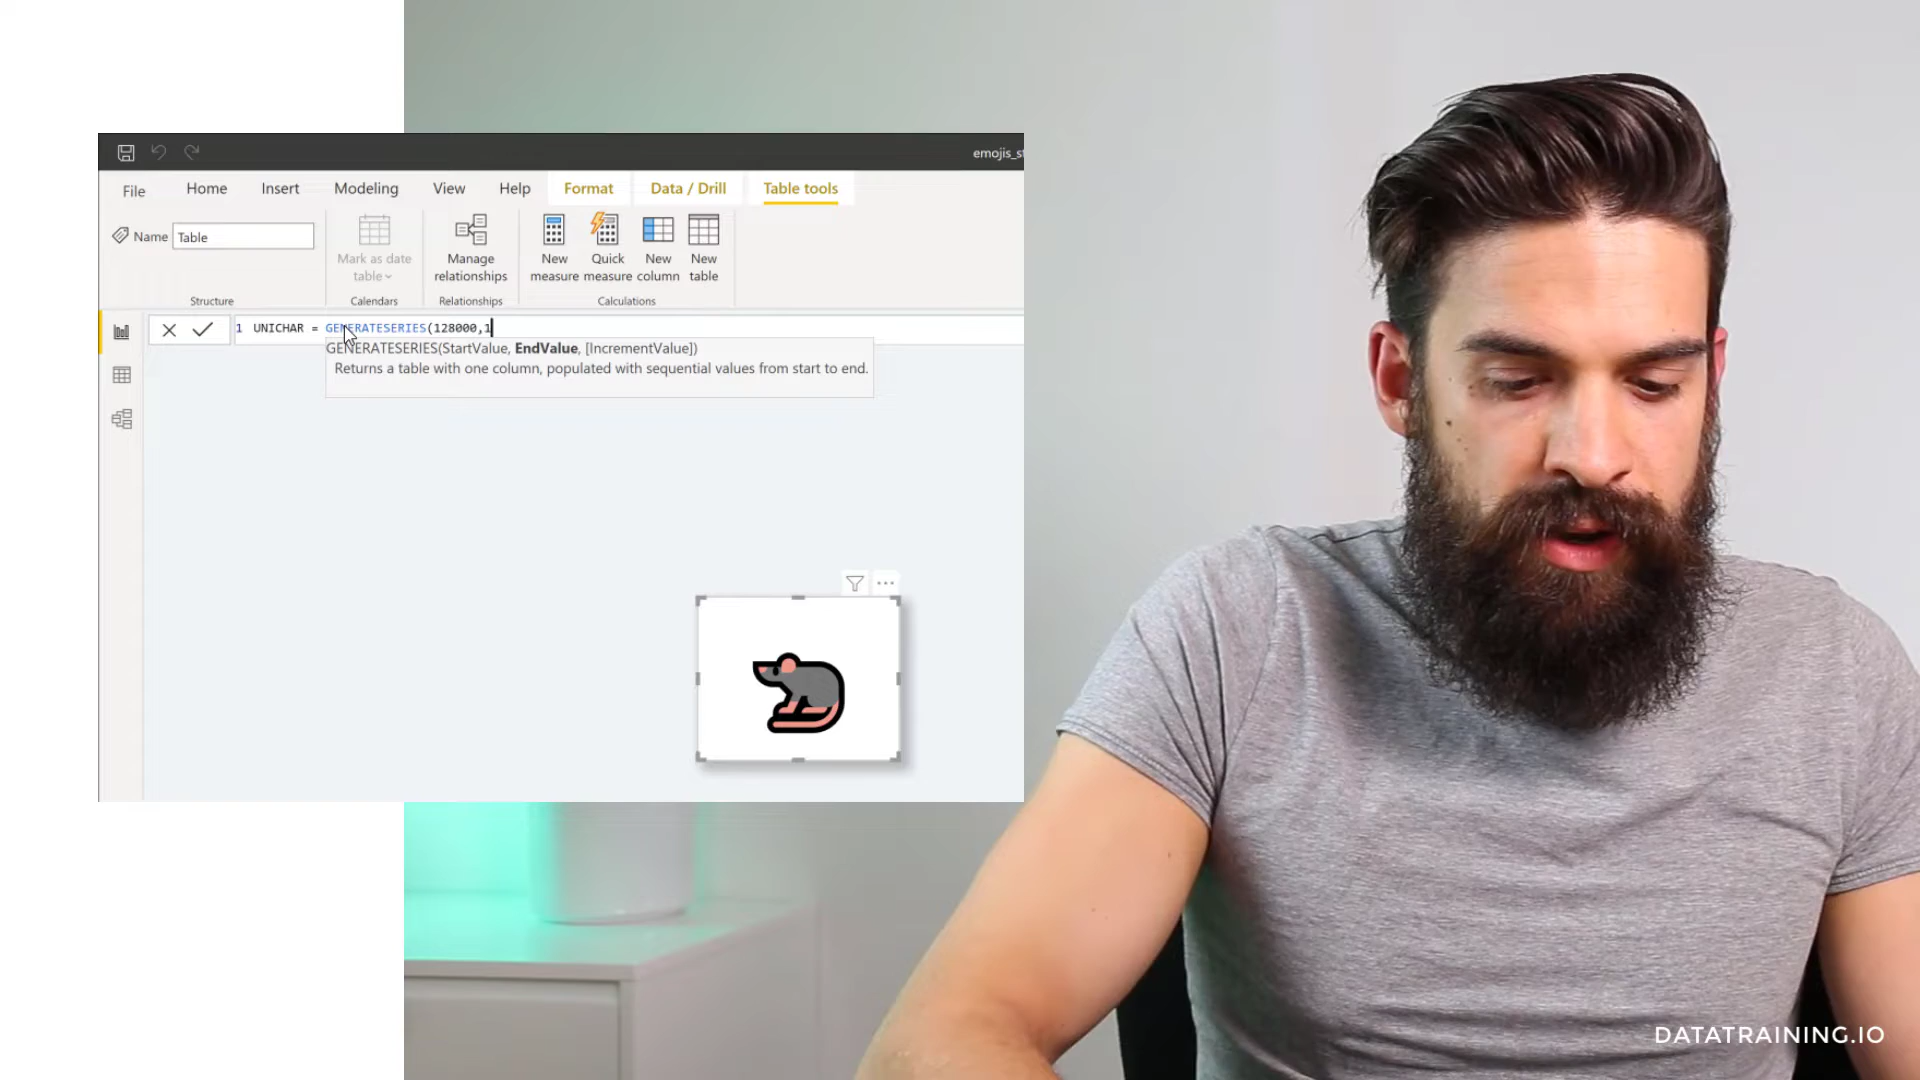 emojis_st
File Home Insert Modeling View Help Format Data / Drill Table tools
Name Table
Mark as date table
Manage relationships
New measure
Quick measure
New column
New table
Structure Calendars Relationships Calculations
1 UNICHAR = GENERATESERIES(128000,1
GENERATESERIES(StartValue, EndValue, [IncrementValue])
Returns a table with one column, populated with sequential values from start to end.
DATATRAINING.IO